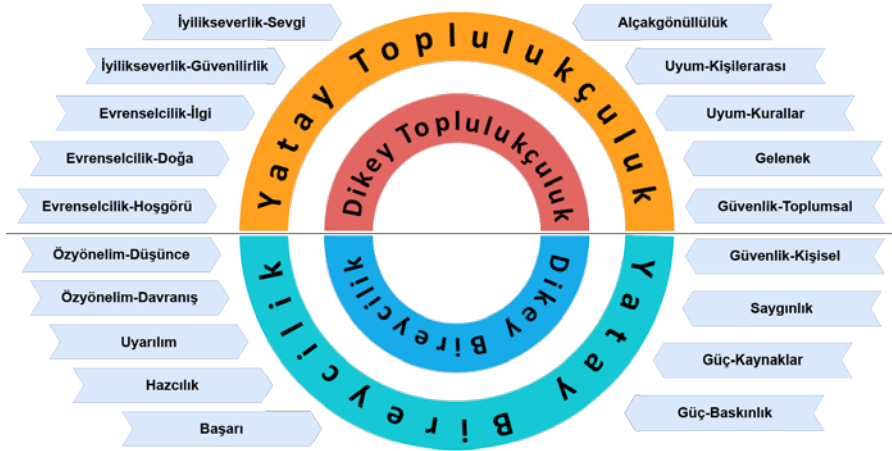 İyilikseverlik-Sevgi
Alçakgönüllülük
İyilikseverlik-Güvenilirlik
Uyum-Kişilerarası
Evrenselcilik-İlgi
Uyum-Kurallar
Evrenselcilik-Doğa
Gelenek
Evrenselcilik-Hoşgörü
Güvenlik-Toplumsal
Yatay Toplulukçuluk
Dikey Toplulukçuluk
Dikey Bireycilik
Yatay Bireycilik
Özyönelim-Düşünce
Güvenlik-Kişisel
Özyönelim-Davranış
Saygınlık
Uyarılım
Güç-Kaynaklar
Hazcılık
Güç-Baskınlık
Başarı